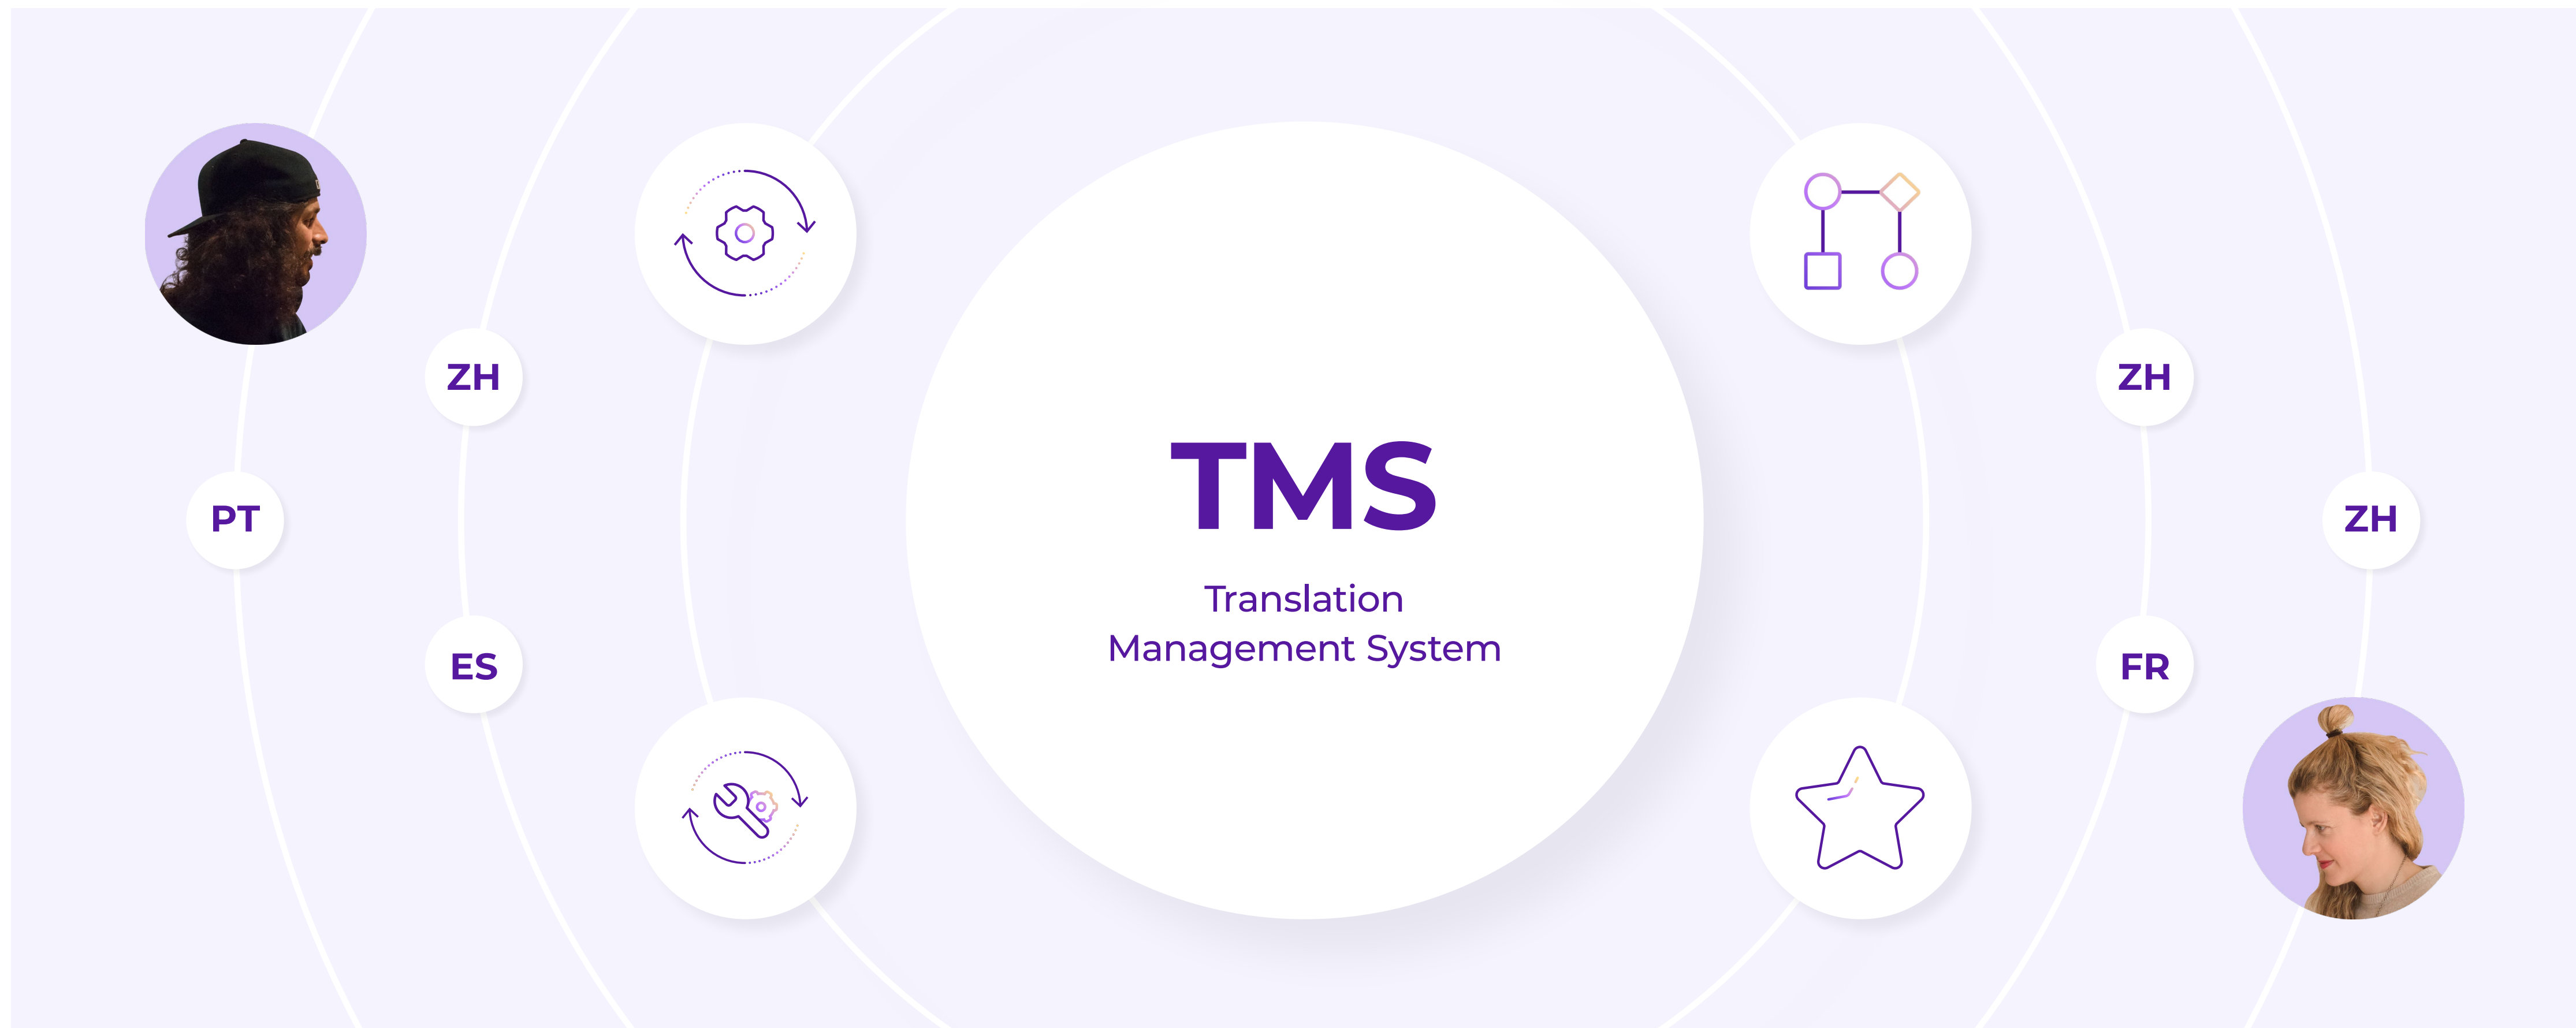 ZH
PT
ES
TMS
Translation
Management System
ZH
ZH
FR